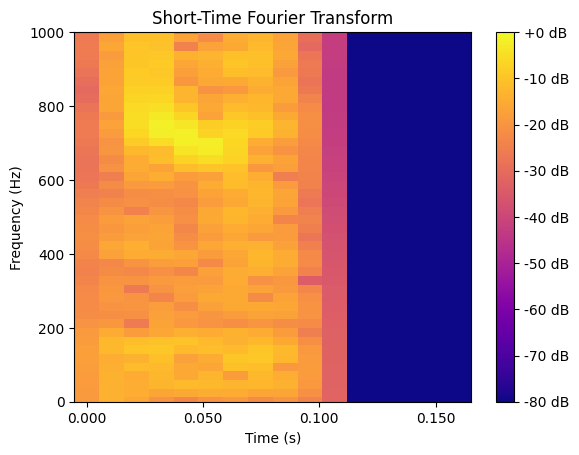 Short-Time Fourier Transform
1000
800
600
400
200
0
Frequency (Hz)
0.000
0.050
0.100
0.150
Time (s)
+0 dB
-10 dB
-20 dB
-30 dB
-40 dB
-50 dB
-60 dB
-70 dB
-80 dB